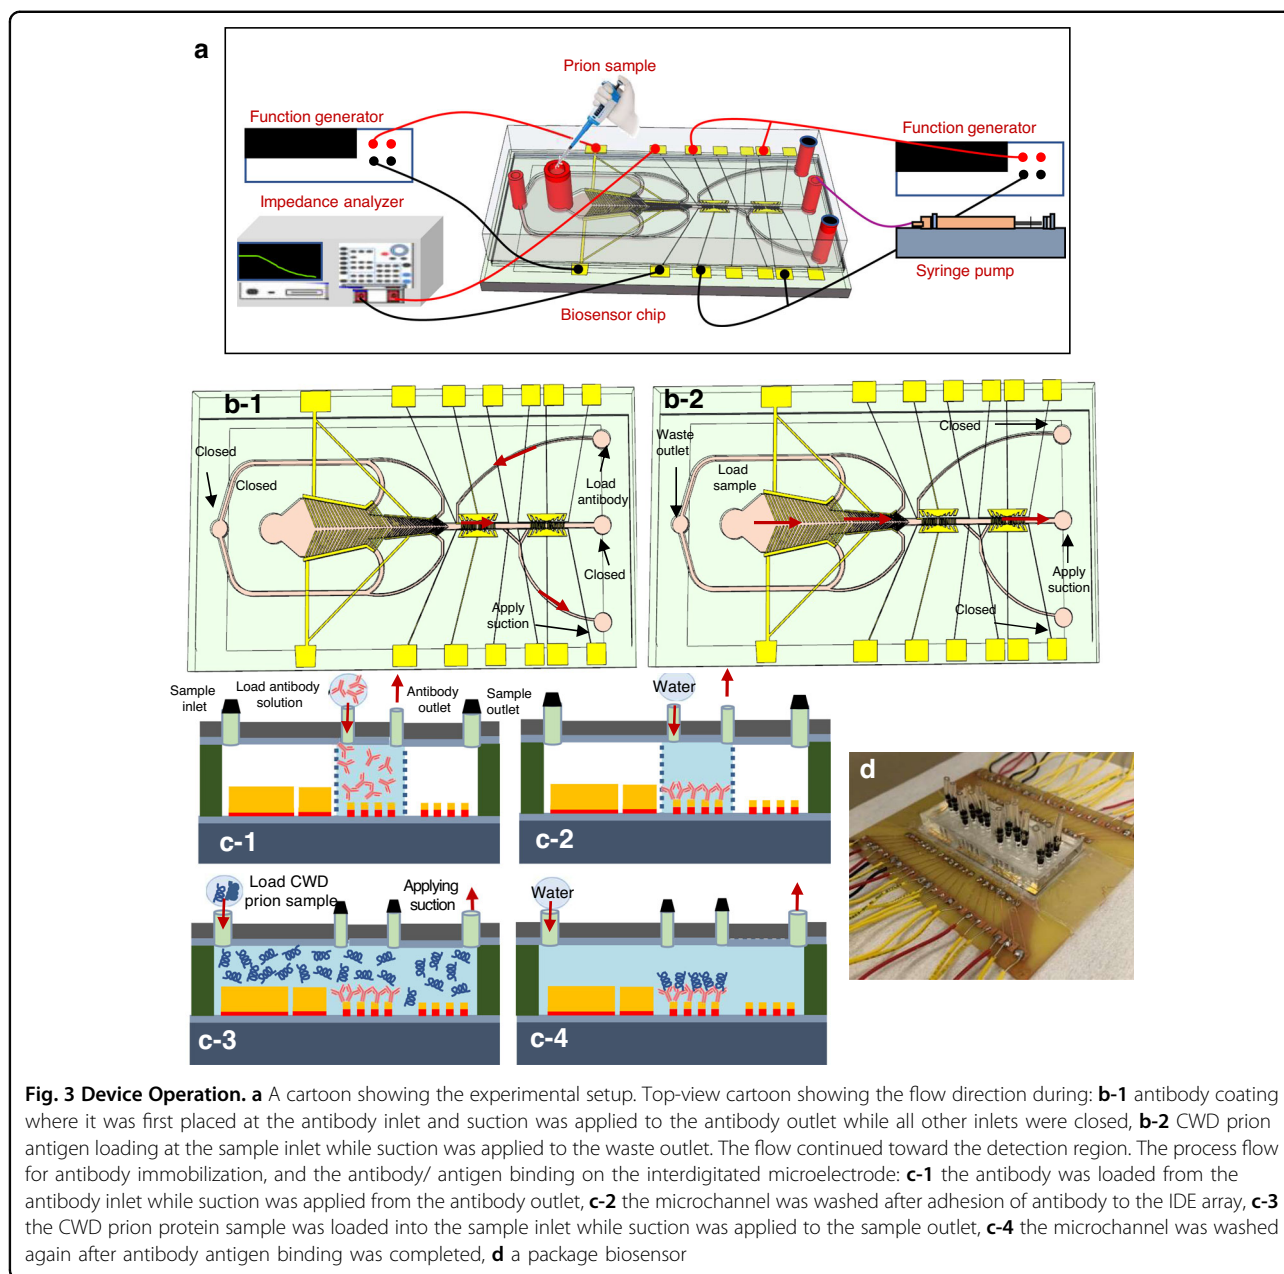 a
Prion sample
Function generator
Function generator
Impedance analyzer
Syringe pump
Biosensor chip
b-1
Closed
Closed
Load
antibody
Closed
Apply
suction
b-2
Closed
Waste
outlet
Load
sample
Apply
suction
Closed
Sample
inlet
Load antibody
solution
Antibody
outlet
Sample
outlet
c-1
Water
c-2
d
Load CWD
prion sample
Applying
suction
c-3
Water
c-4
Fig. 3 Device Operation. a A cartoon showing the experimental setup. Top-view cartoon showing the flow direction during: b-1 antibody coating
where it was first placed at the antibody inlet and suction was applied to the antibody outlet while all other inlets were closed, b-2 CWD prion
antigen loading at the sample inlet while suction was applied to the waste outlet. The flow continued toward the detection region. The process flow
for antibody immobilization, and the antibody/ antigen binding on the interdigitated microelectrode: c-1 the antibody was loaded from the
antibody inlet while suction was applied from the antibody outlet, c-2 the microchannel was washed after adhesion of antibody to the IDE array, c-3
the CWD prion protein sample was loaded into the sample inlet while suction was applied to the sample outlet, c-4 the microchannel was washed
again after antibody antigen binding was completed, d a package biosensor